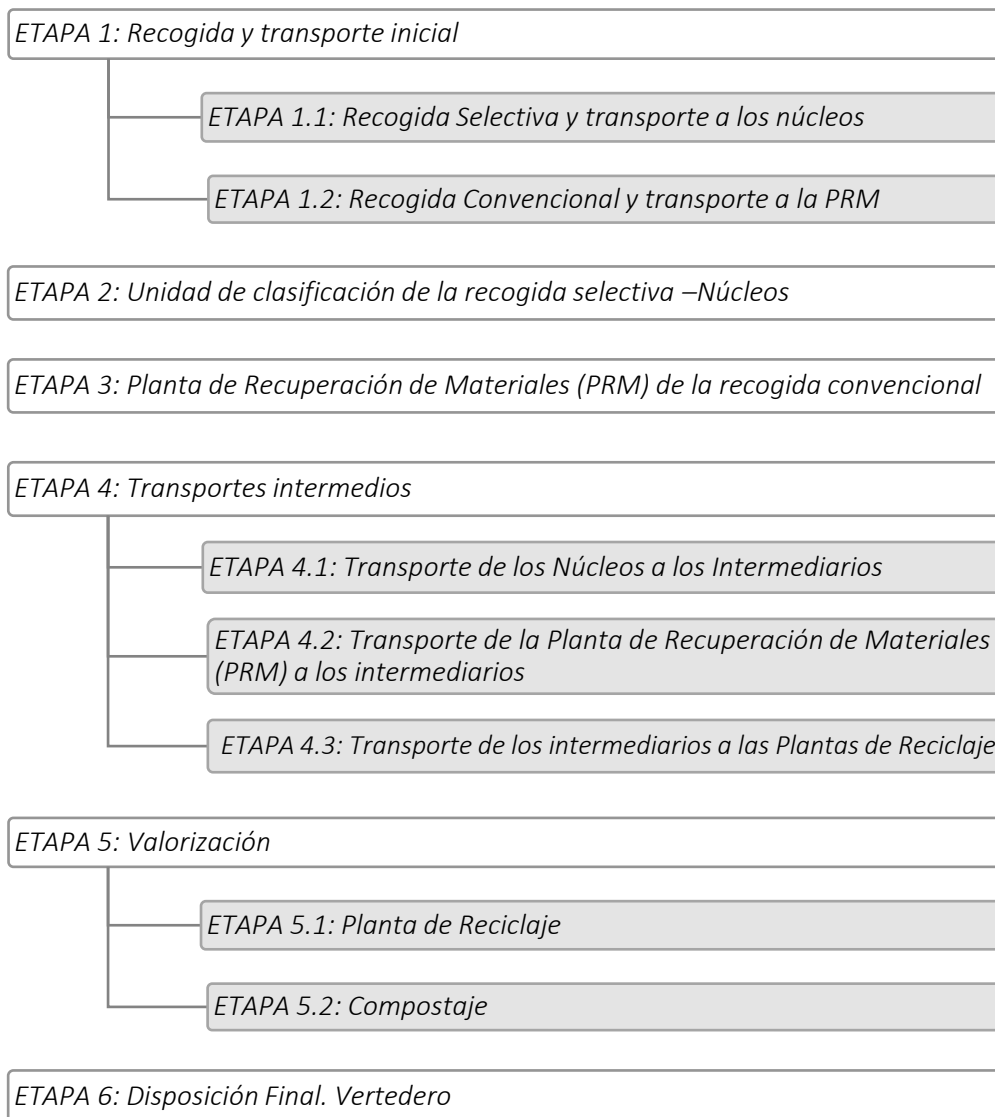 ETAPA 1: Recogida y transporte inicial
ETAPA 1.1: Recogida Selectiva y transporte a los núcleos
ETAPA 1.2: Recogida Convencional y transporte a la PRM
ETAPA 2: Unidad de clasificación de la recogida selectiva –Núcleos
ETAPA 3: Planta de Recuperación de Materiales (PRM) de la recogida convencional
ETAPA 4: Transportes intermedios
ETAPA 4.1: Transporte de los Núcleos a los Intermediarios
ETAPA 4.2: Transporte de la Planta de Recuperación de Materiales
(PRM) a los intermediarios
ETAPA 4.3: Transporte de los intermediarios a las Plantas de Reciclaje
ETAPA 5: Valorización
ETAPA 5.1: Planta de Reciclaje
ETAPA 5.2: Compostaje
ETAPA 6: Disposición Final. Vertedero